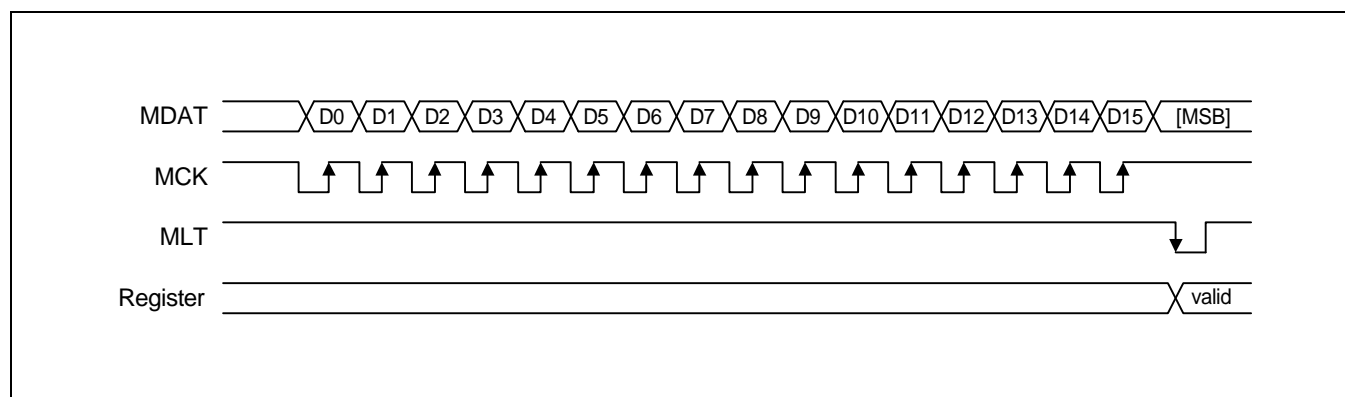 MDAT D0 D1 D2 D3 D4 D5 D6 D7 D8 D9 D10 D11 D12 D13 D14 D15 [MSB]
MCK
MLT
Register valid